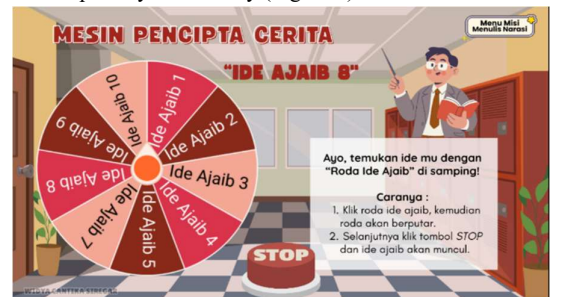 Menu Misi
Menulis Narasi
MESIN PENCIPTA CERITA
"IDE AJAIB 8"
Ide Ajaib 1
Ide Ajaib 2
Ide Ajaib 3
Ide Ajaib 4
Ide Ajaib 5
Ide Ajaib 7
Ide Ajaib 8
Ide Ajaib 9
Ide Ajaib 10
Ayo, temukan ide mu dengan
"Roda Ide Ajaib" di samping!
Caranya :
1. Klik roda ide ajaib, kemudian
roda akan berputar.
2. Selanjutnya klik tombol STOP
dan ide ajaib akan muncul.
STOP
WIDYA CANTIKA SIREGAR